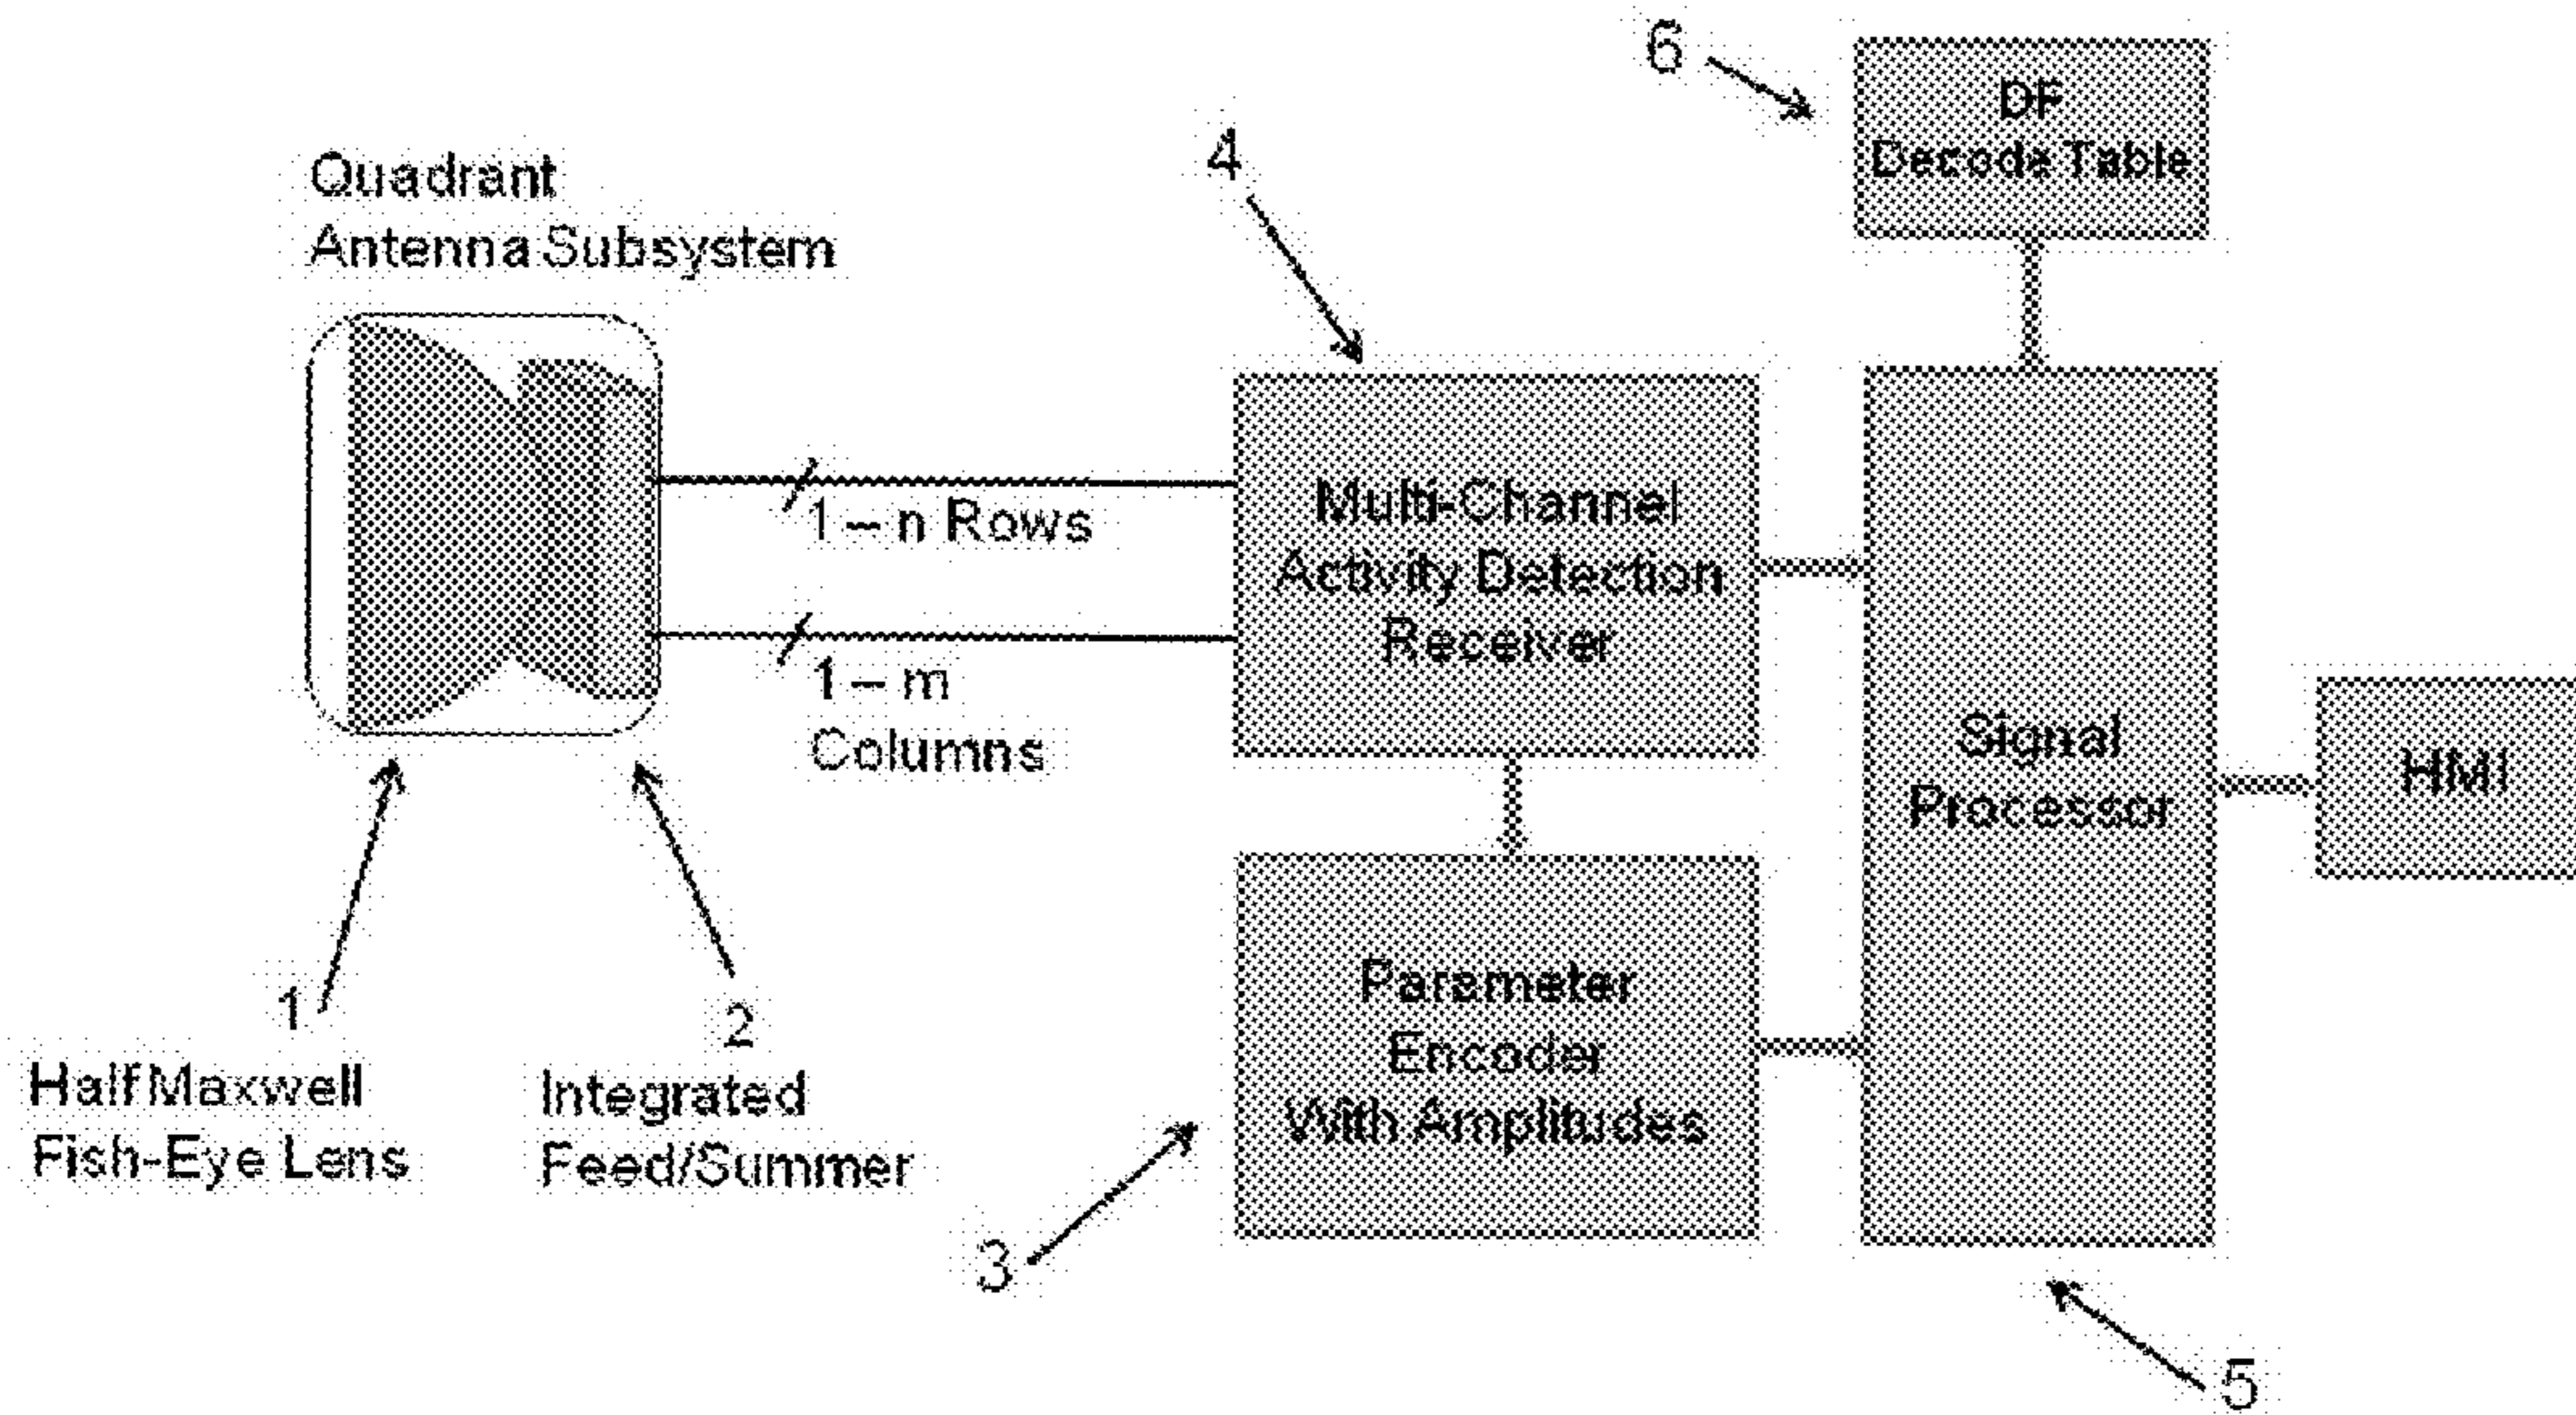 6
DF
Decode Table
4
Quadrant
Antenna Subsystem
1 – n Rows
1 – m
Columns
Multi-Channel
Activity Detection
Receiver
Signal
Processor
HMI
Parameter
Encoder
With Amplitudes
1
Half Maxwell
Fish-Eye Lens
2
Integrated
Feed/Summer
3
5